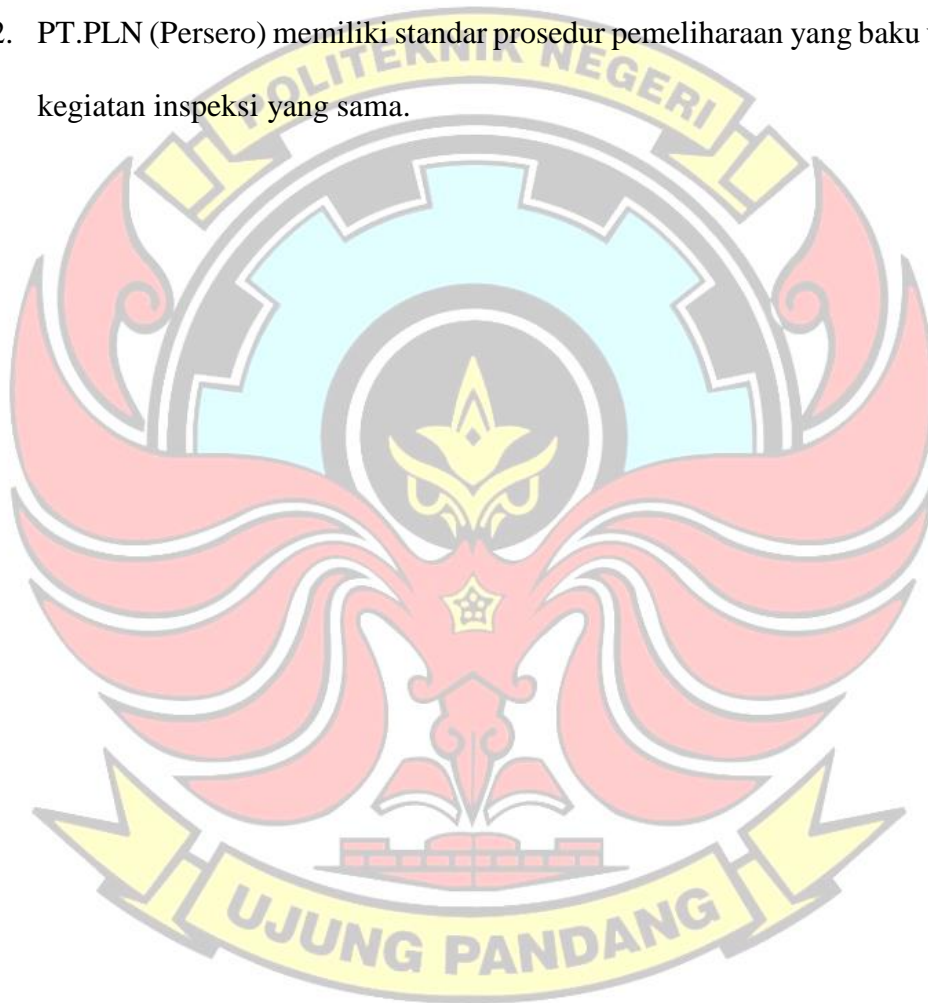 2. PT.PLN (Persero) memiliki standar prosedur pemeliharaan yang baku
kegiatan inspeksi yang sama.
POLITEKNIK NEGERI
UJUNG PANDANG